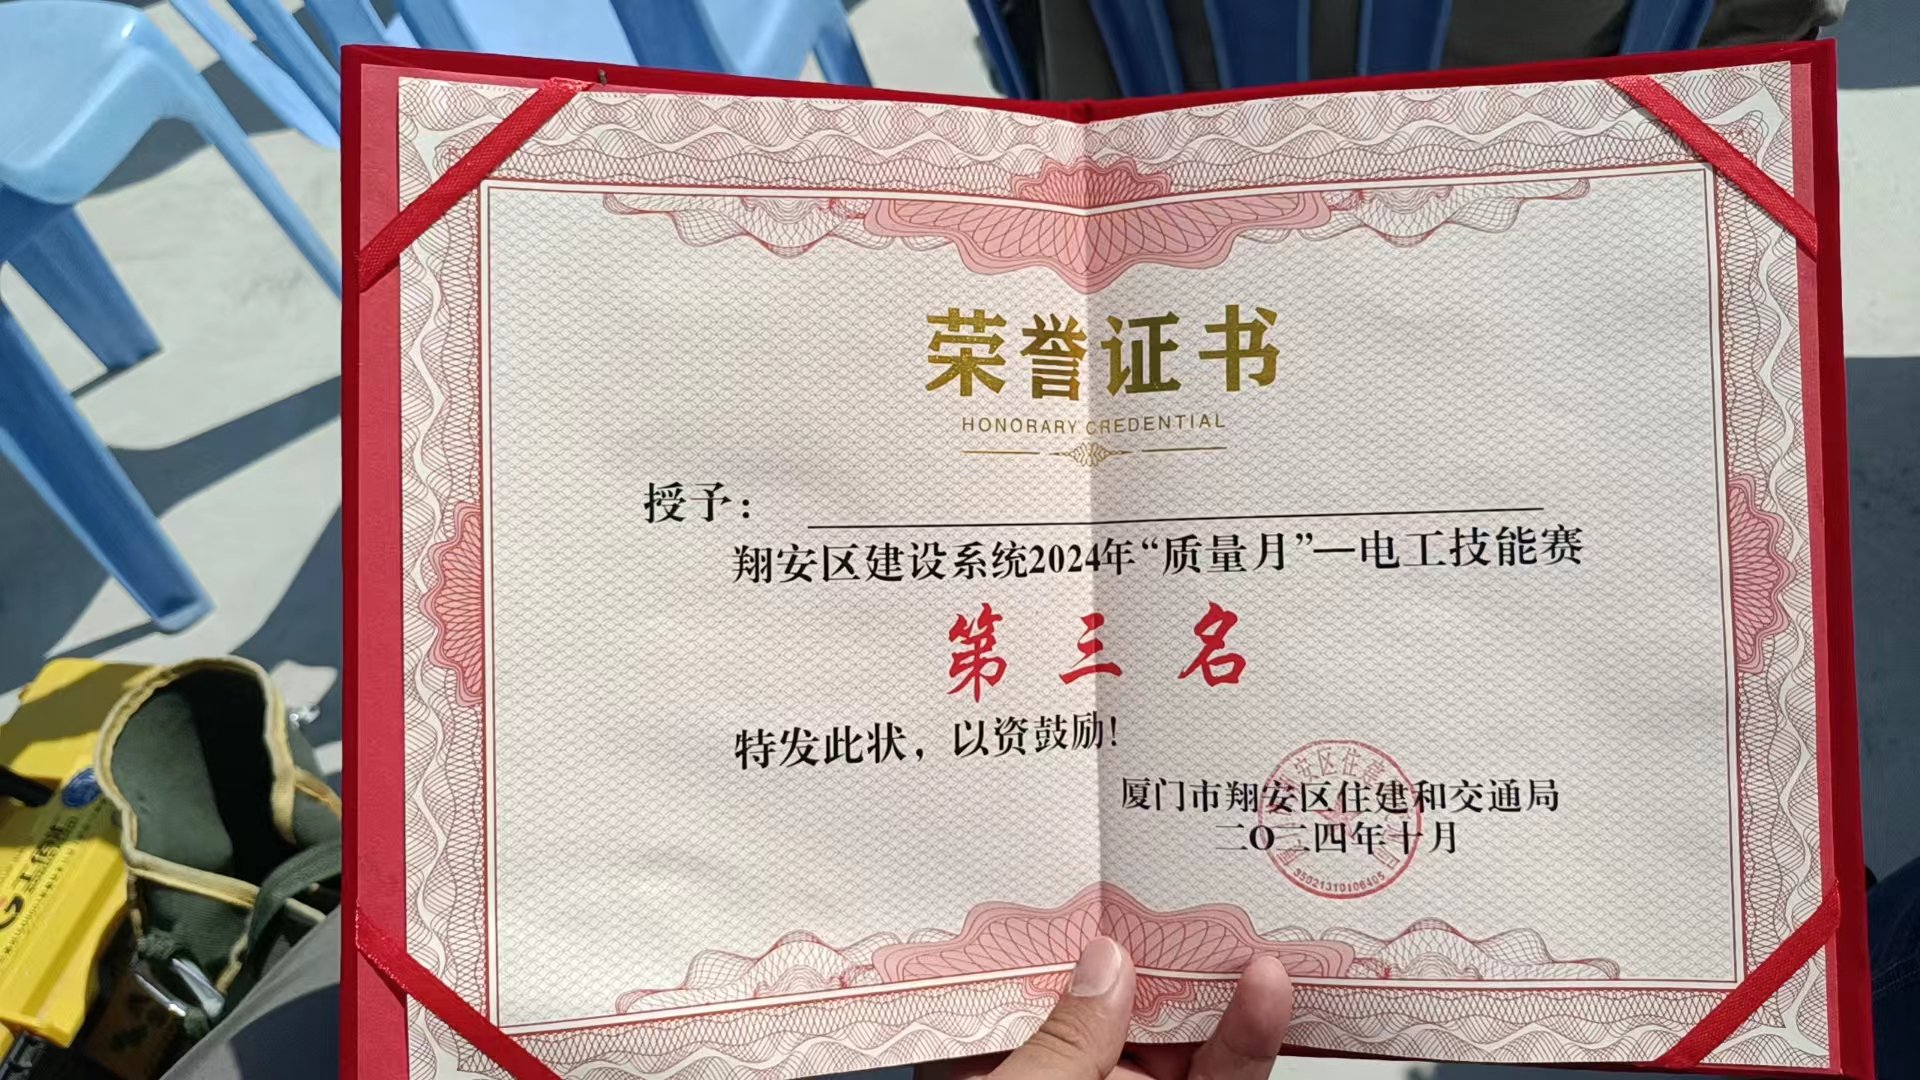 荣誉证书
HONORARY CREDENTIAL
授予：
翔安区建设系统2024年“质量月”—电工技能赛
第三名
特发此状，以资鼓励！
厦门市翔安区住建和交通局
二O二四年十月
35021310106405